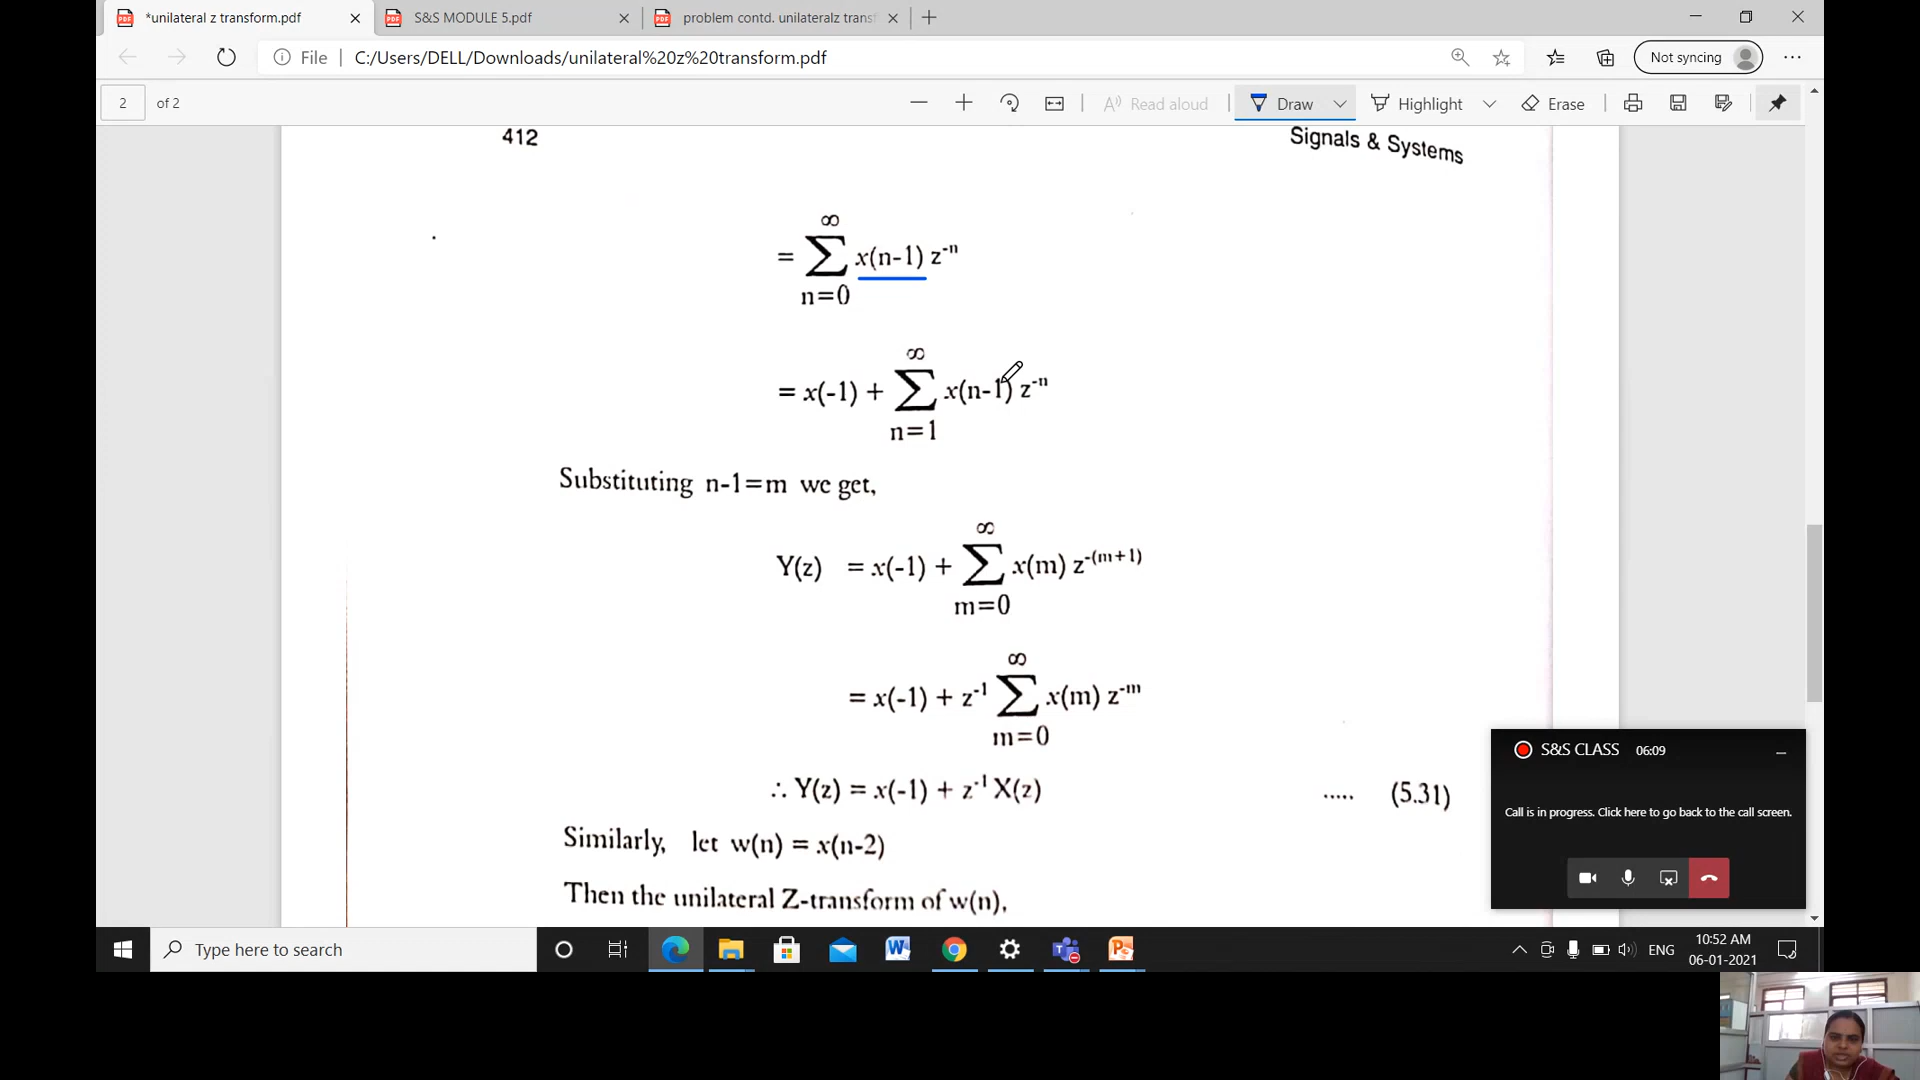 *unilateral z transform.pdf
S&S MODULE 5.pdf
problem contd. unilateralz transf
File C:/Users/DELL/Downloads/unilateral%20z%20transform.pdf
Not syncing
2 of 2
Read aloud
Draw
Highlight
Erase
412
Signals & Systems
= ∑_{n=0}^{∞} x(n-1) z^{-n}
= x(-1) + ∑_{n=1}^{∞} x(n-1) z^{-n}
Substituting n-1=m we get,
Y(z) = x(-1) + ∑_{m=0}^{∞} x(m) z^{-(m+1)}
= x(-1) + z^{-1} ∑_{m=0}^{∞} x(m) z^{-m}
∴ Y(z) = x(-1) + z^{-1} X(z) ..... (5.31)
Similarly, let w(n) = x(n-2)
Then the unilateral Z-transform of w(n),
S&S CLASS 06:09
Call is in progress. Click here to go back to the call screen.
Type here to search
ENG
10:52 AM
06-01-2021